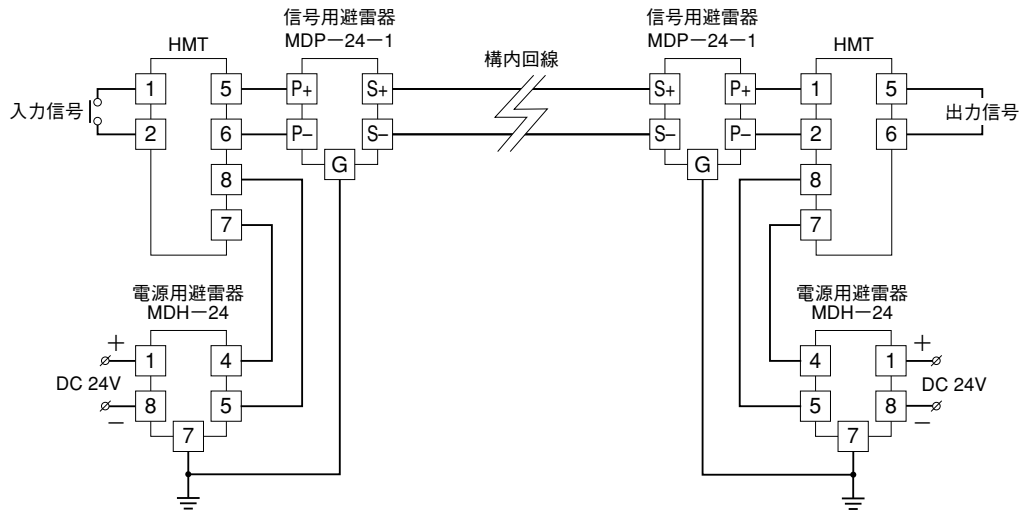 信号用避雷器
MDP－24－1
HMT
構内回線
信号用避雷器
MDP－24－1
HMT
入力信号
1
2
5
6
8
7
P+
P−
S+
S−
G
S+
S−
P+
P−
G
1
2
8
7
5
6
出力信号
電源用避雷器
MDH－24
＋
DC 24V
－
1
8
4
5
7
電源用避雷器
MDH－24
4
5
1
8
7
＋
DC 24V
－